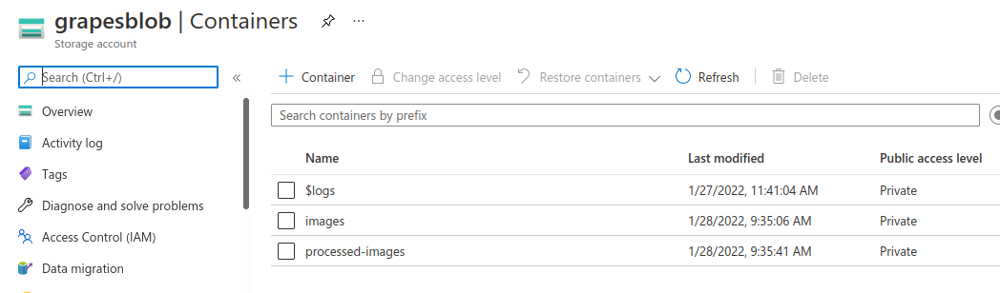 grapesblob | Containers
Storage account
Search (Ctrl+/)
Overview
Activity log
Tags
Diagnose and solve problems
Access Control (IAM)
Data migration
Container Change access level Restore containers Refresh Delete
Search containers by prefix
Name Last modified Public access level
$logs 1/27/2022, 11:41:04 AM Private
images 1/28/2022, 9:35:06 AM Private
processed-images 1/28/2022, 9:35:41 AM Private